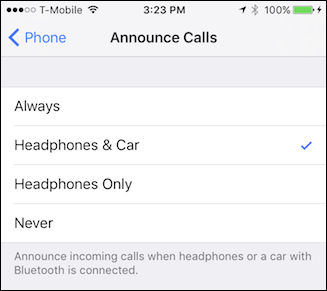 T-Mobile 3:23 PM 100%
Phone Announce Calls
Always
Headphones & Car
Headphones Only
Never
Announce incoming calls when headphones or a car with
Bluetooth is connected.